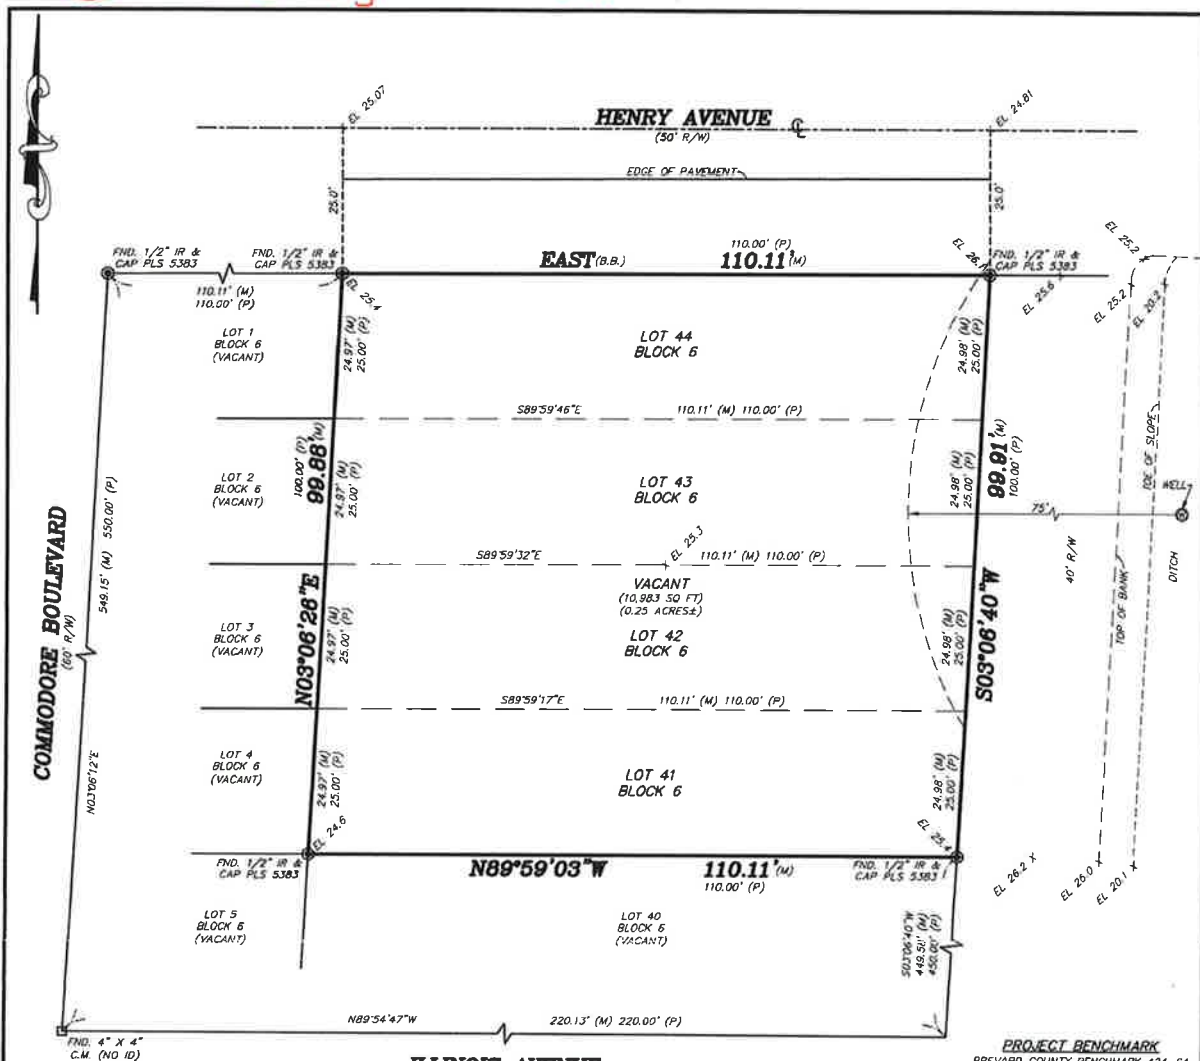 EL 25.07
HENRY AVENUE
(50' R/W)
EL 24.81
EDGE OF PAVEMENT
25.0'
25.0'
FND. 1/2" IR &
CAP PLS 5383
FND. 1/2" IR &
CAP PLS 5383
EAST (B.B.)
110.00' (P)
110.11' (M)
EL 26.1
FND. 1/2" IR &
CAP PLS 5383
EL 25.2
110.11' (M)
110.00' (P)
EL 25.4
EL 25.6
EL 25.2
EL 20.2
LOT 1
BLOCK 6
(VACANT)
24.97' (M)
25.00' (P)
LOT 44
BLOCK 6
24.98' (M)
25.00' (P)
S89°59'46"E
110.11' (M) 110.00' (P)
TOE OF SLOPE
LOT 2
BLOCK 6
(VACANT)
100.00' (P)
99.88' (M)
24.97' (M)
25.00' (P)
LOT 43
BLOCK 6
24.98' (M)
25.00' (P)
99.91' (M)
100.00' (P)
WELL
75'
COMMODORE BOULEVARD
(60' R/W)
549.15' (M) 550.00' (P)
N03°06'12"E
S89°59'32"E
EL 25.3
110.11' (M) 110.00' (P)
40' R/W
TOP OF BANK
DITCH
VACANT
(10,983 SQ FT)
(0.25 ACRES±)
LOT 3
BLOCK 6
(VACANT)
N03°06'26"E
24.97' (M)
25.00' (P)
LOT 42
BLOCK 6
24.98' (M)
25.00' (P)
S03°06'40"W
S89°59'17"E
110.11' (M) 110.00' (P)
LOT 4
BLOCK 6
(VACANT)
24.97' (M)
25.00' (P)
LOT 41
BLOCK 6
24.98' (M)
25.00' (P)
EL 24.6
EL 25.4
FND. 1/2" IR &
CAP PLS 5383
N89°59'03"W
110.11' (M)
110.00' (P)
FND. 1/2" IR &
CAP PLS 5383
EL 26.2
EL 26.0
EL 20.1
LOT 5
BLOCK 6
(VACANT)
LOT 40
BLOCK 6
(VACANT)
S03°06'40"W
449.50' (M)
450.00' (P)
N89°54'47"W
220.13' (M) 220.00' (P)
FND. 4" X 4"
C.M. (NO ID)
PROJECT BENCHMARK